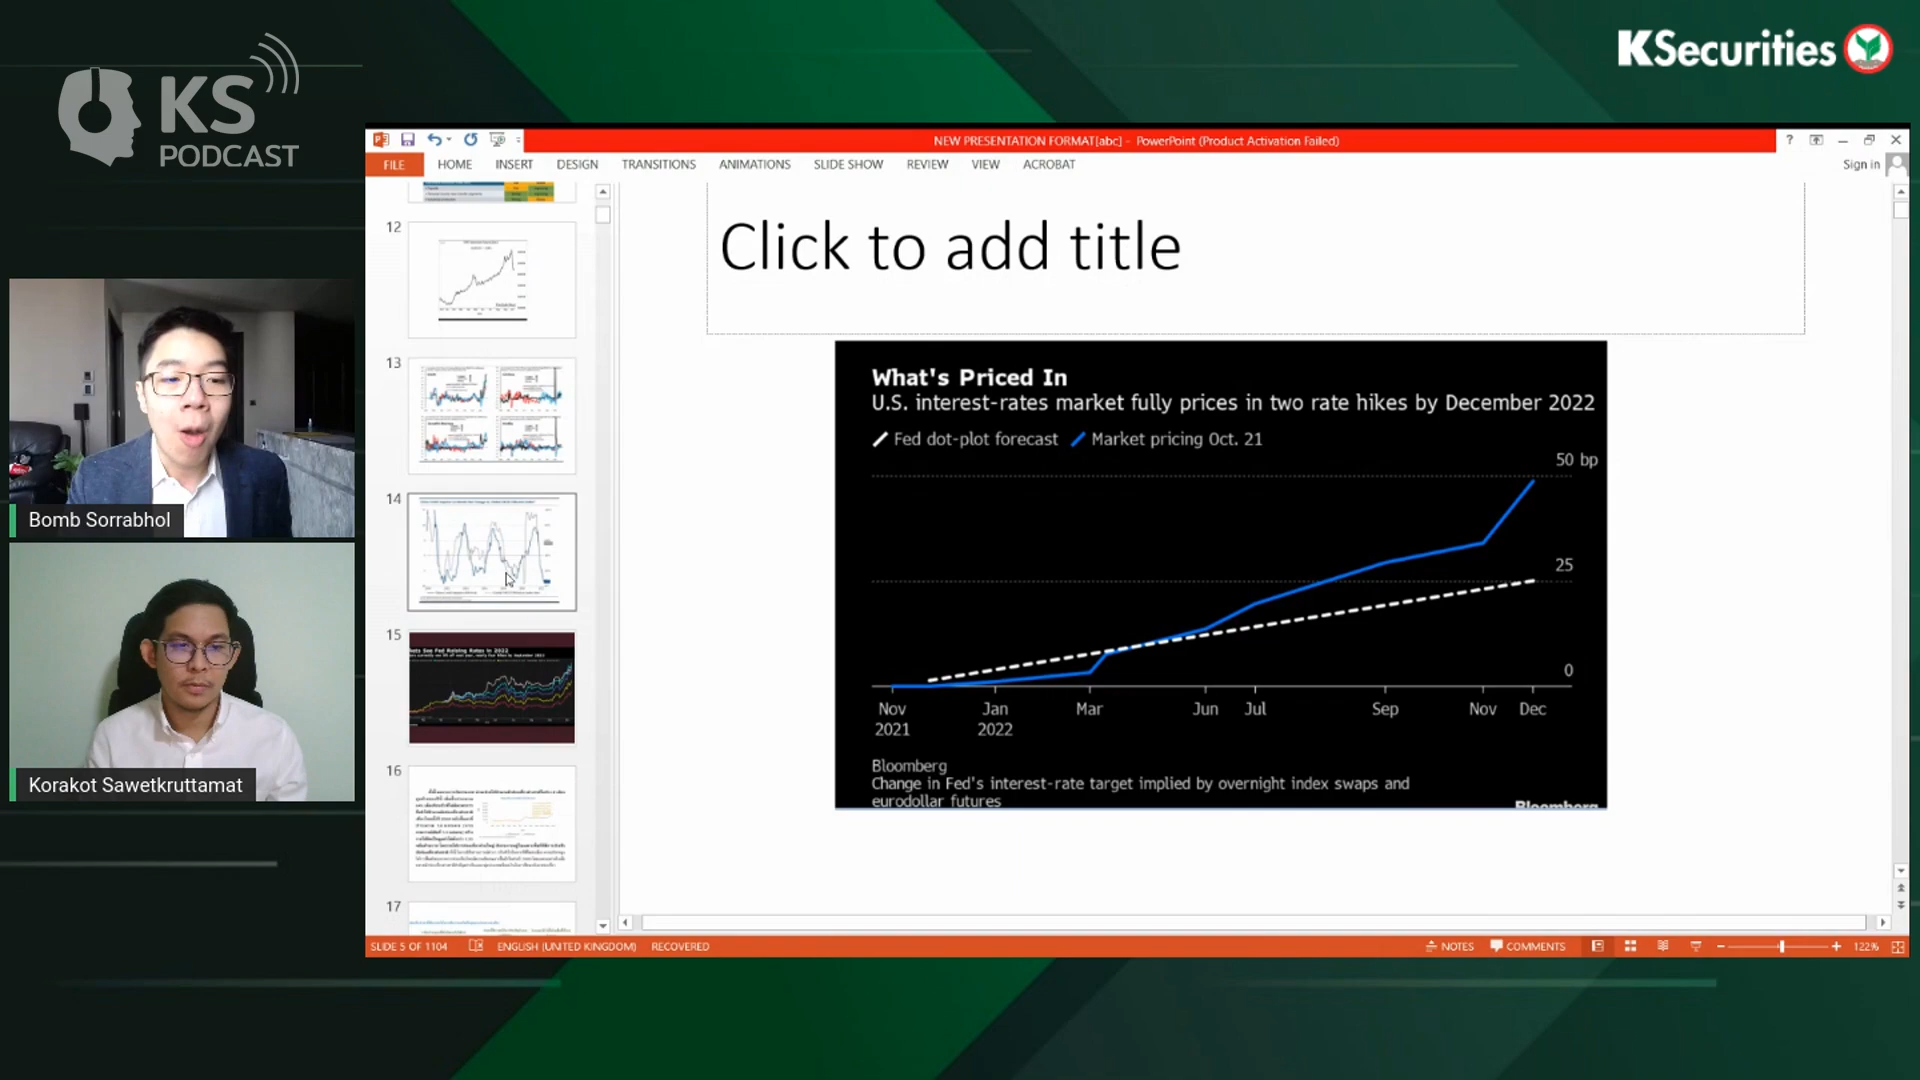 KS
PODCAST
KSecurities
NEW PRESENTATION FORMAT[abc] - PowerPoint (Product Activation Failed)
FILE HOME INSERT DESIGN TRANSITIONS ANIMATIONS SLIDE SHOW REVIEW VIEW ACROBAT
Sign in
12
13
14
15
16
17
Click to add title
What's Priced In
U.S. interest-rates market fully prices in two rate hikes by December 2022
Fed dot-plot forecast Market pricing Oct. 21
50 bp
25
0
Nov Jan Mar Jun Jul Sep Nov Dec
2021 2022
Bloomberg
Change in Fed's interest-rate target implied by overnight index swaps and
eurodollar futures
Bloomberg
Bomb Sorrabhol
Korakot Sawetkruttamat
SLIDE 5 OF 1104 ENGLISH (UNITED KINGDOM) RECOVERED NOTES COMMENTS 122%